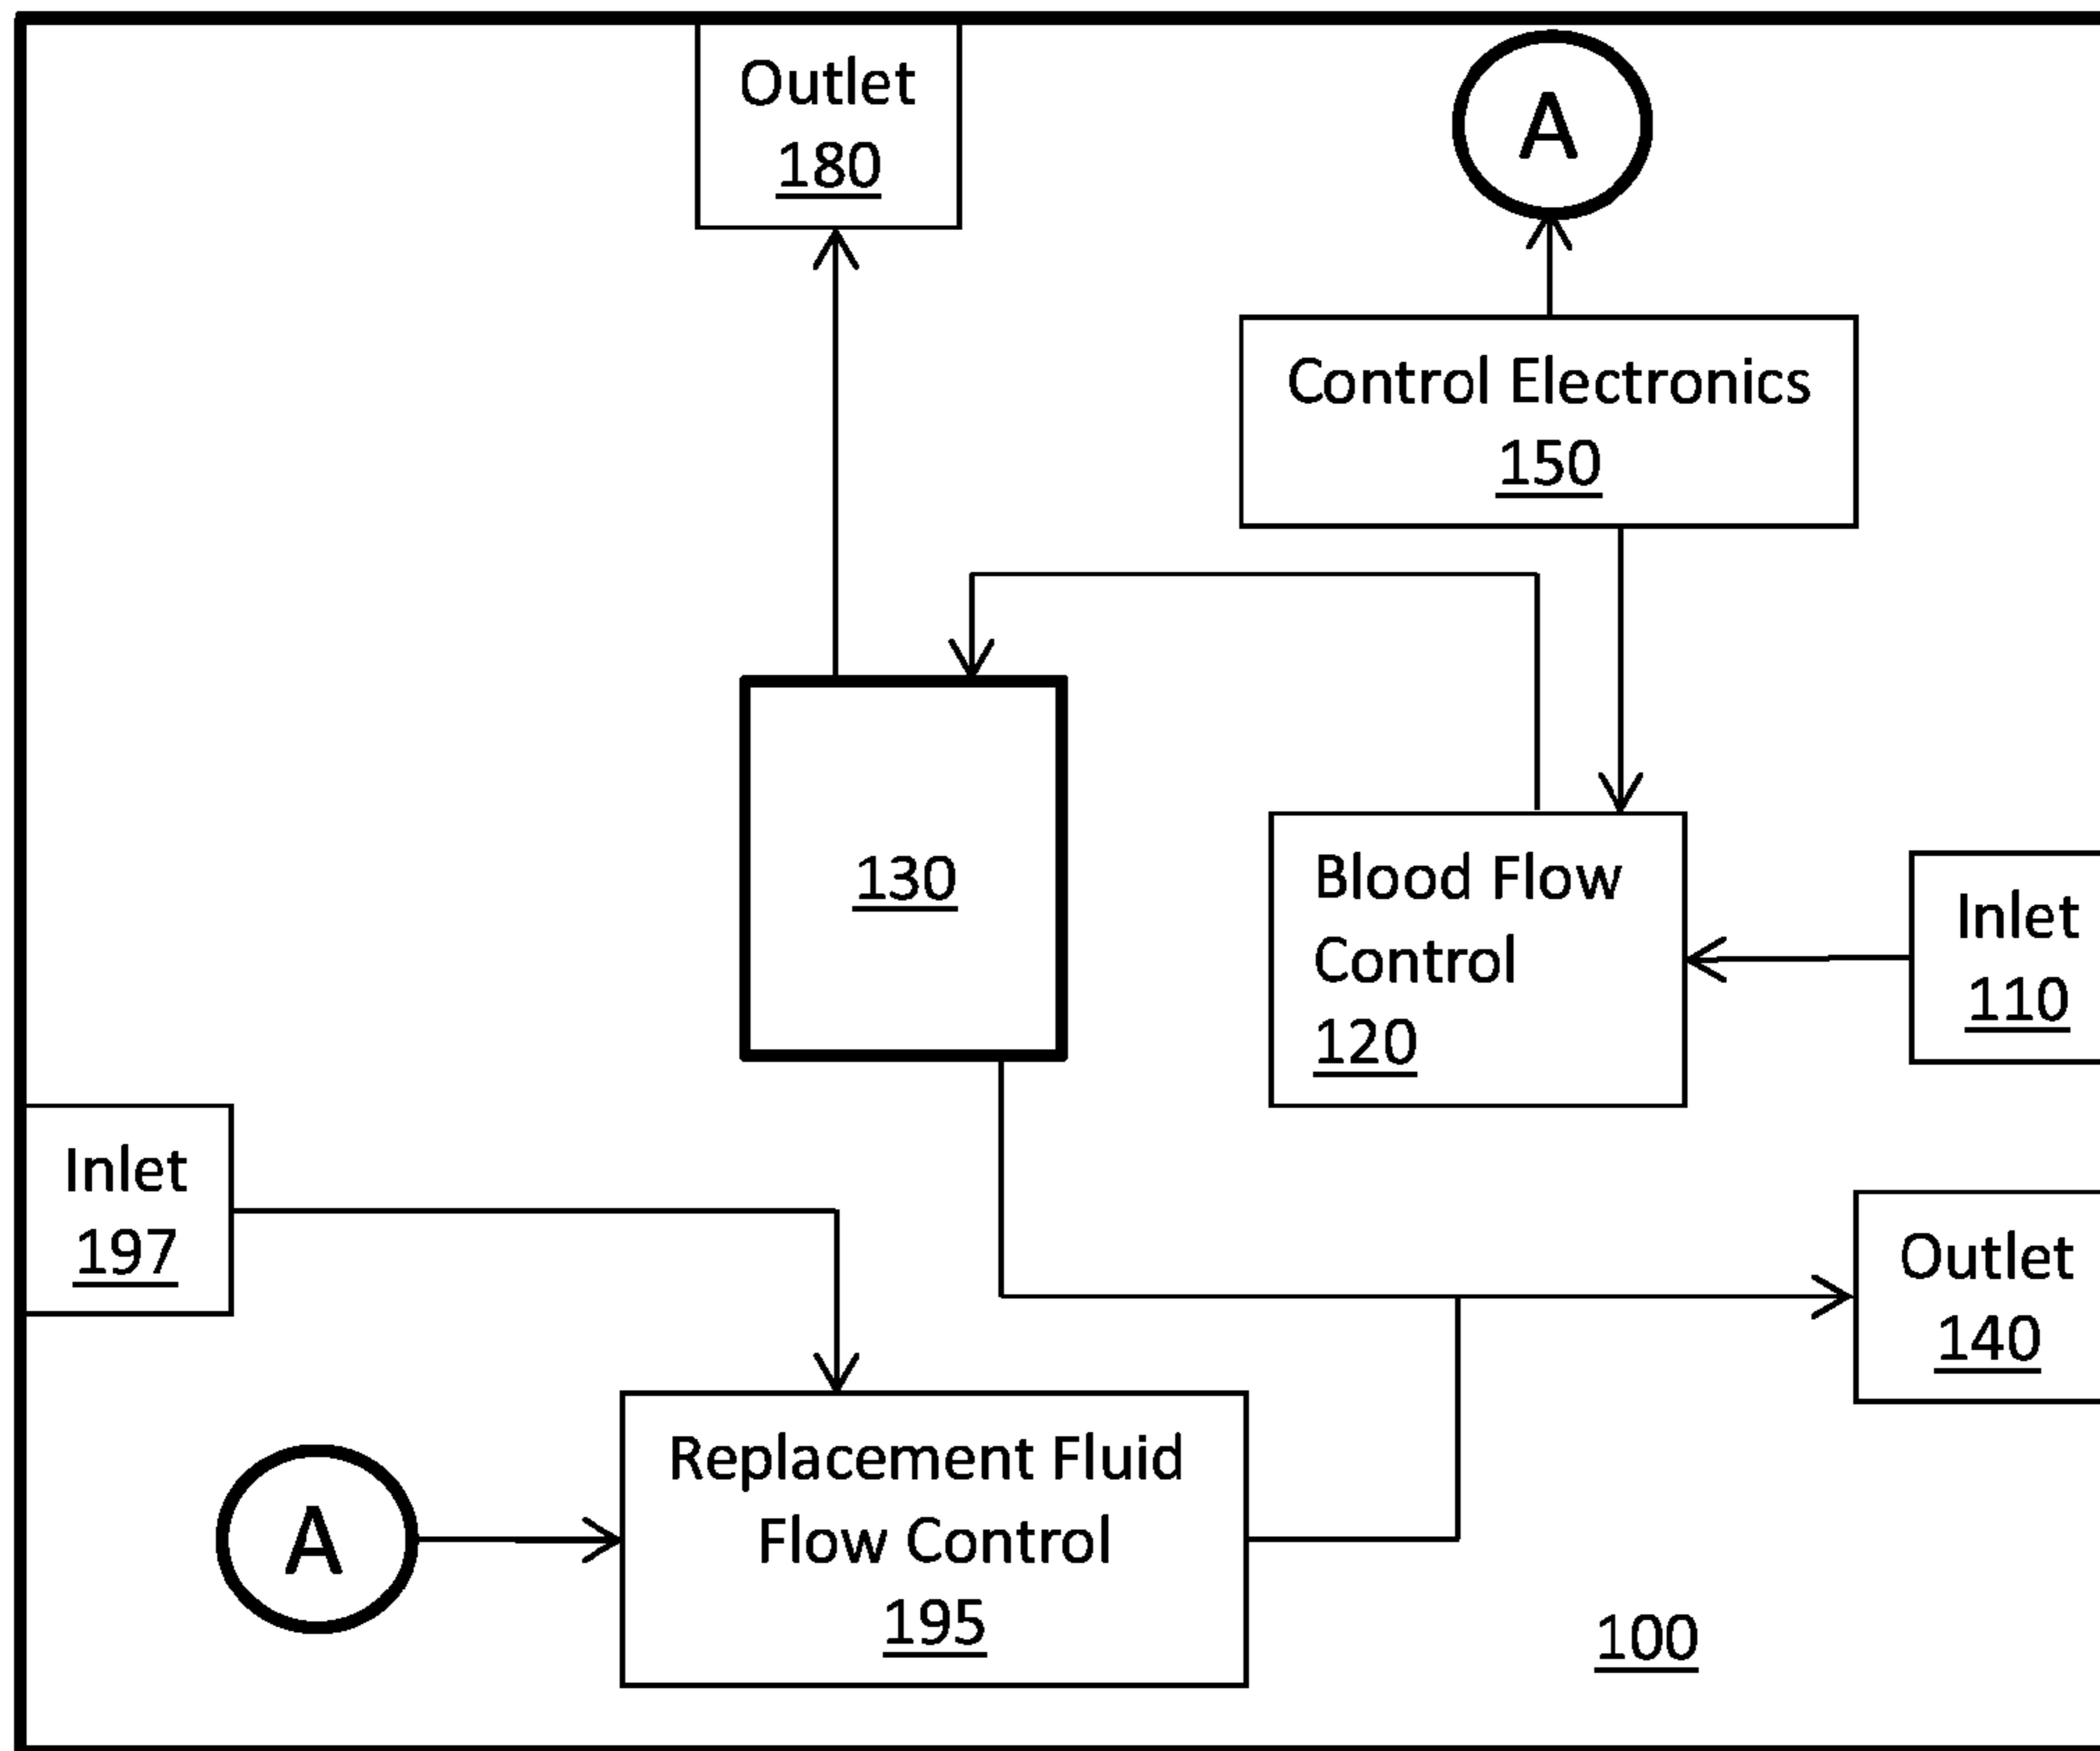 Outlet
180
A
Control Electronics
150
130
Blood Flow
Control
120
Inlet
110
Inlet
197
Outlet
140
A
Replacement Fluid
Flow Control
195
100